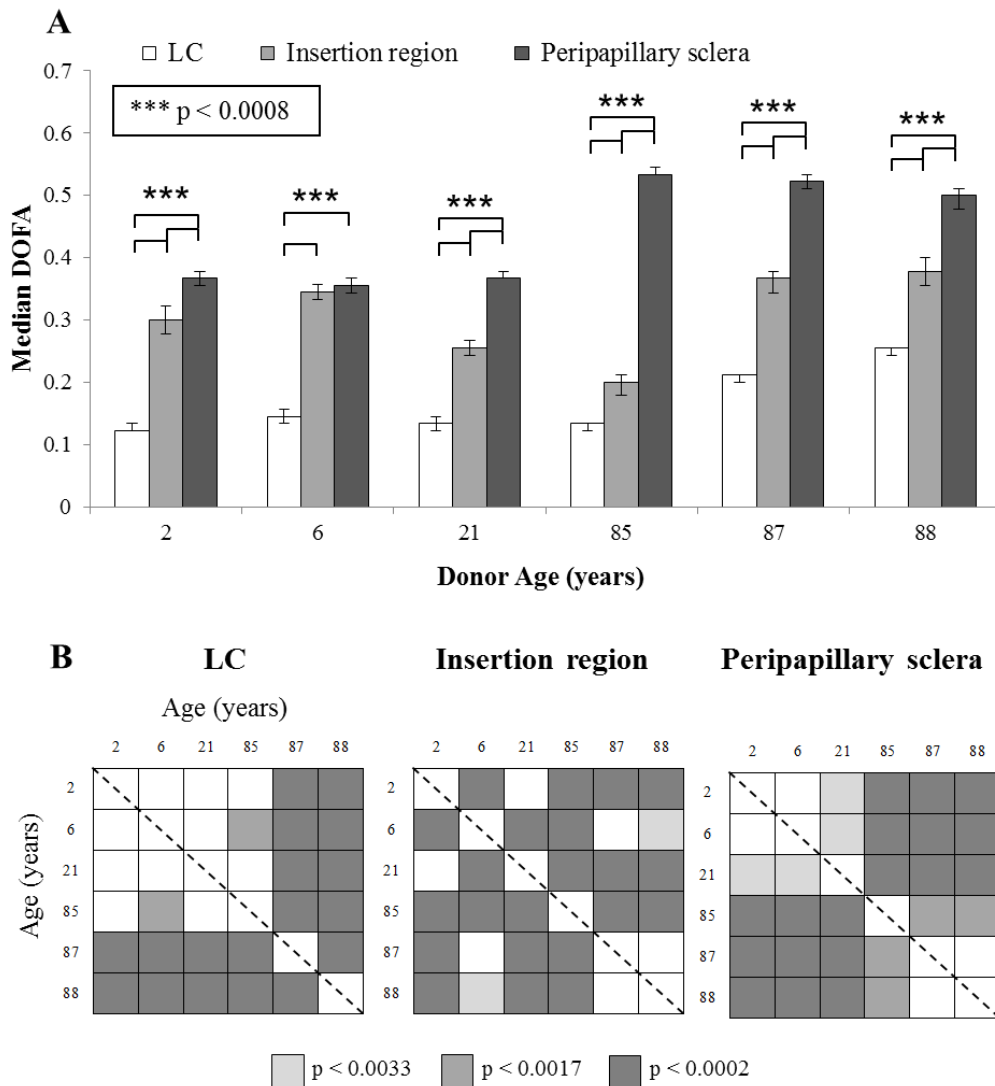 A
LC Insertion region Peripapillary sclera
0.7
*** p < 0.0008
0.6
0.5
0.4
0.3
0.2
0.1
0
*** *** *** *** *** ***
Median DOFA
2 6 21 85 87 88
Donor Age (years)
B LC Insertion region Peripapillary sclera
Age (years)
2 6 21 85 87 88
2 6 21 85 87 88
2 6 21 85 87 88
Age (years)
2
6
21
85
87
88
2
6
21
85
87
88
2
6
21
85
87
88
p < 0.0033 p < 0.0017 p < 0.0002